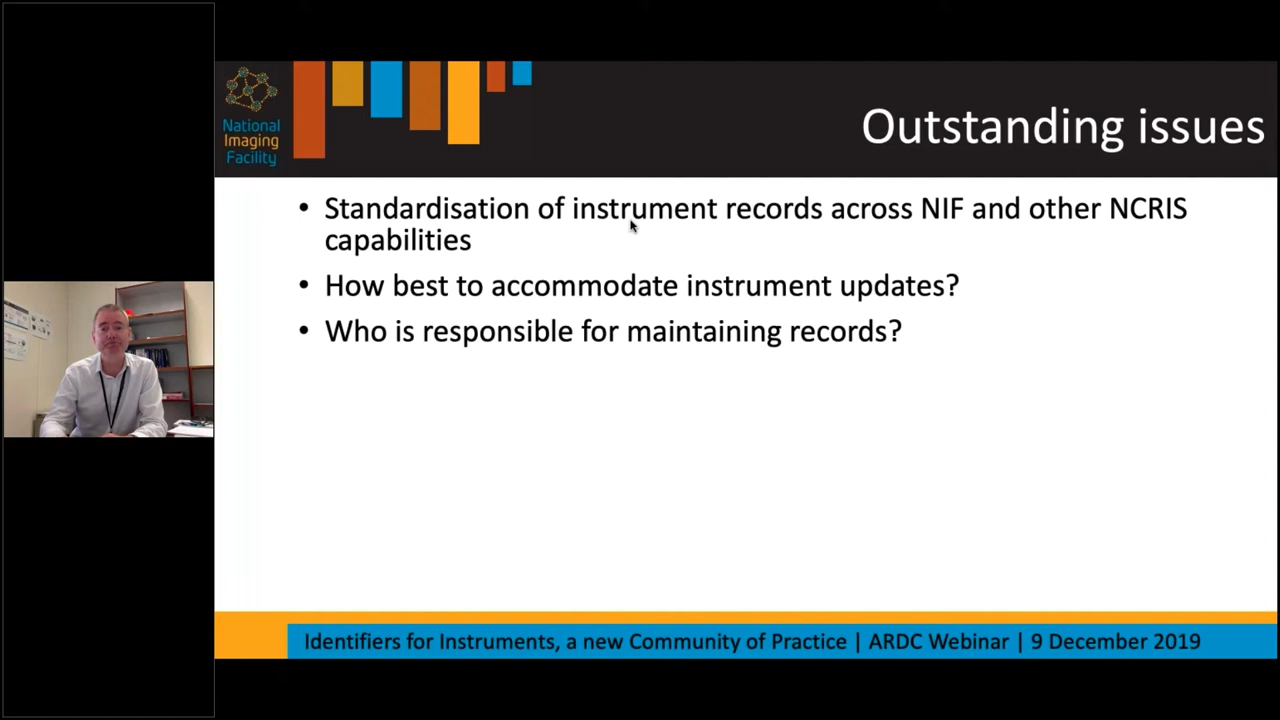 National
Imaging
Facility
Outstanding issues
• Standardisation of instrument records across NIF and other NCRIS
capabilities
• How best to accommodate instrument updates?
• Who is responsible for maintaining records?
Identifiers for Instruments, a new Community of Practice | ARDC Webinar | 9 December 2019